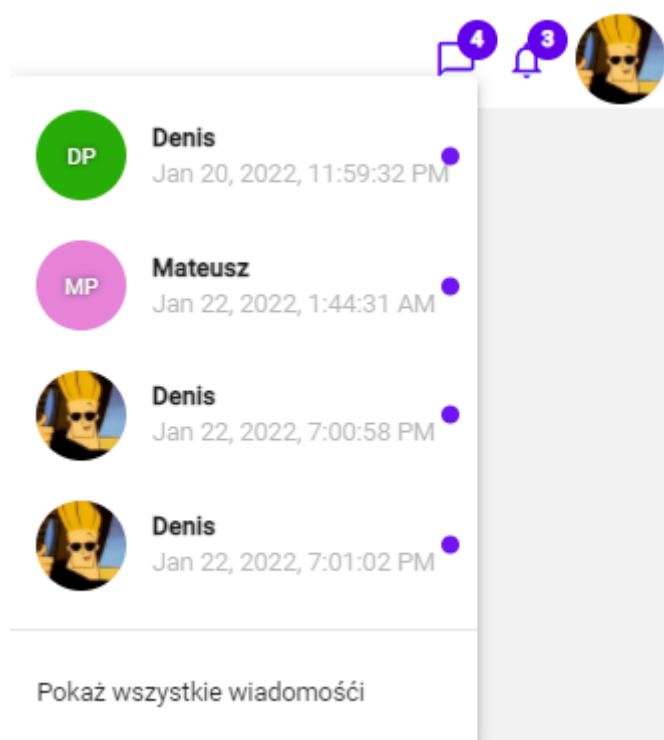 4
3
DP
Denis
Jan 20, 2022, 11:59:32 PM
MP
Mateusz
Jan 22, 2022, 1:44:31 AM
Denis
Jan 22, 2022, 7:00:58 PM
Denis
Jan 22, 2022, 7:01:02 PM
Pokaż wszystkie wiadomośći